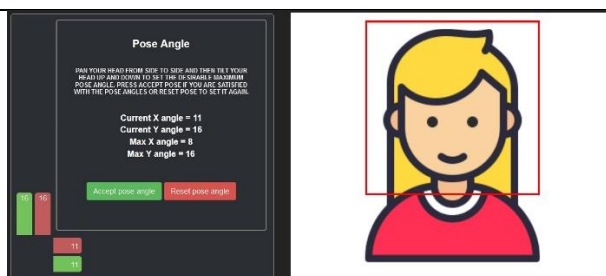 Pose Angle
PAN YOUR HEAD FROM SIDE TO SIDE AND THEN TILT YOUR
HEAD UP AND DOWN TO SET THE DESIRABLE MAXIMUM
POSE ANGLE. PRESS ACCEPT POSE IF YOU ARE SATISFIED
WITH THE POSE ANGLES OR RESET POSE TO SET IT AGAIN.
Current X angle = 11
Current Y angle = 16
Max X angle = 8
Max Y angle = 16
Accept pose angle Reset pose angle
16 16
11
11